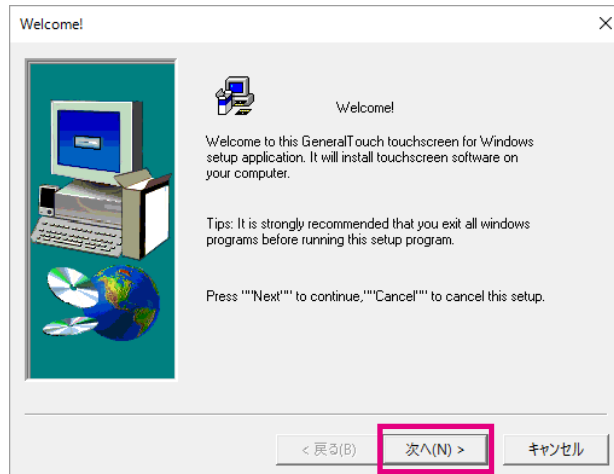 Welcome!
Welcome!
Welcome to this GeneralTouch touchscreen for Windows
setup application. It will install touchscreen software on
your computer.
Tips: It is strongly recommended that you exit all windows
programs before running this setup program.
Press ""Next"" to continue,""Cancel"" to cancel this setup.
< 戻る(B) 次へ(N) > キャンセル